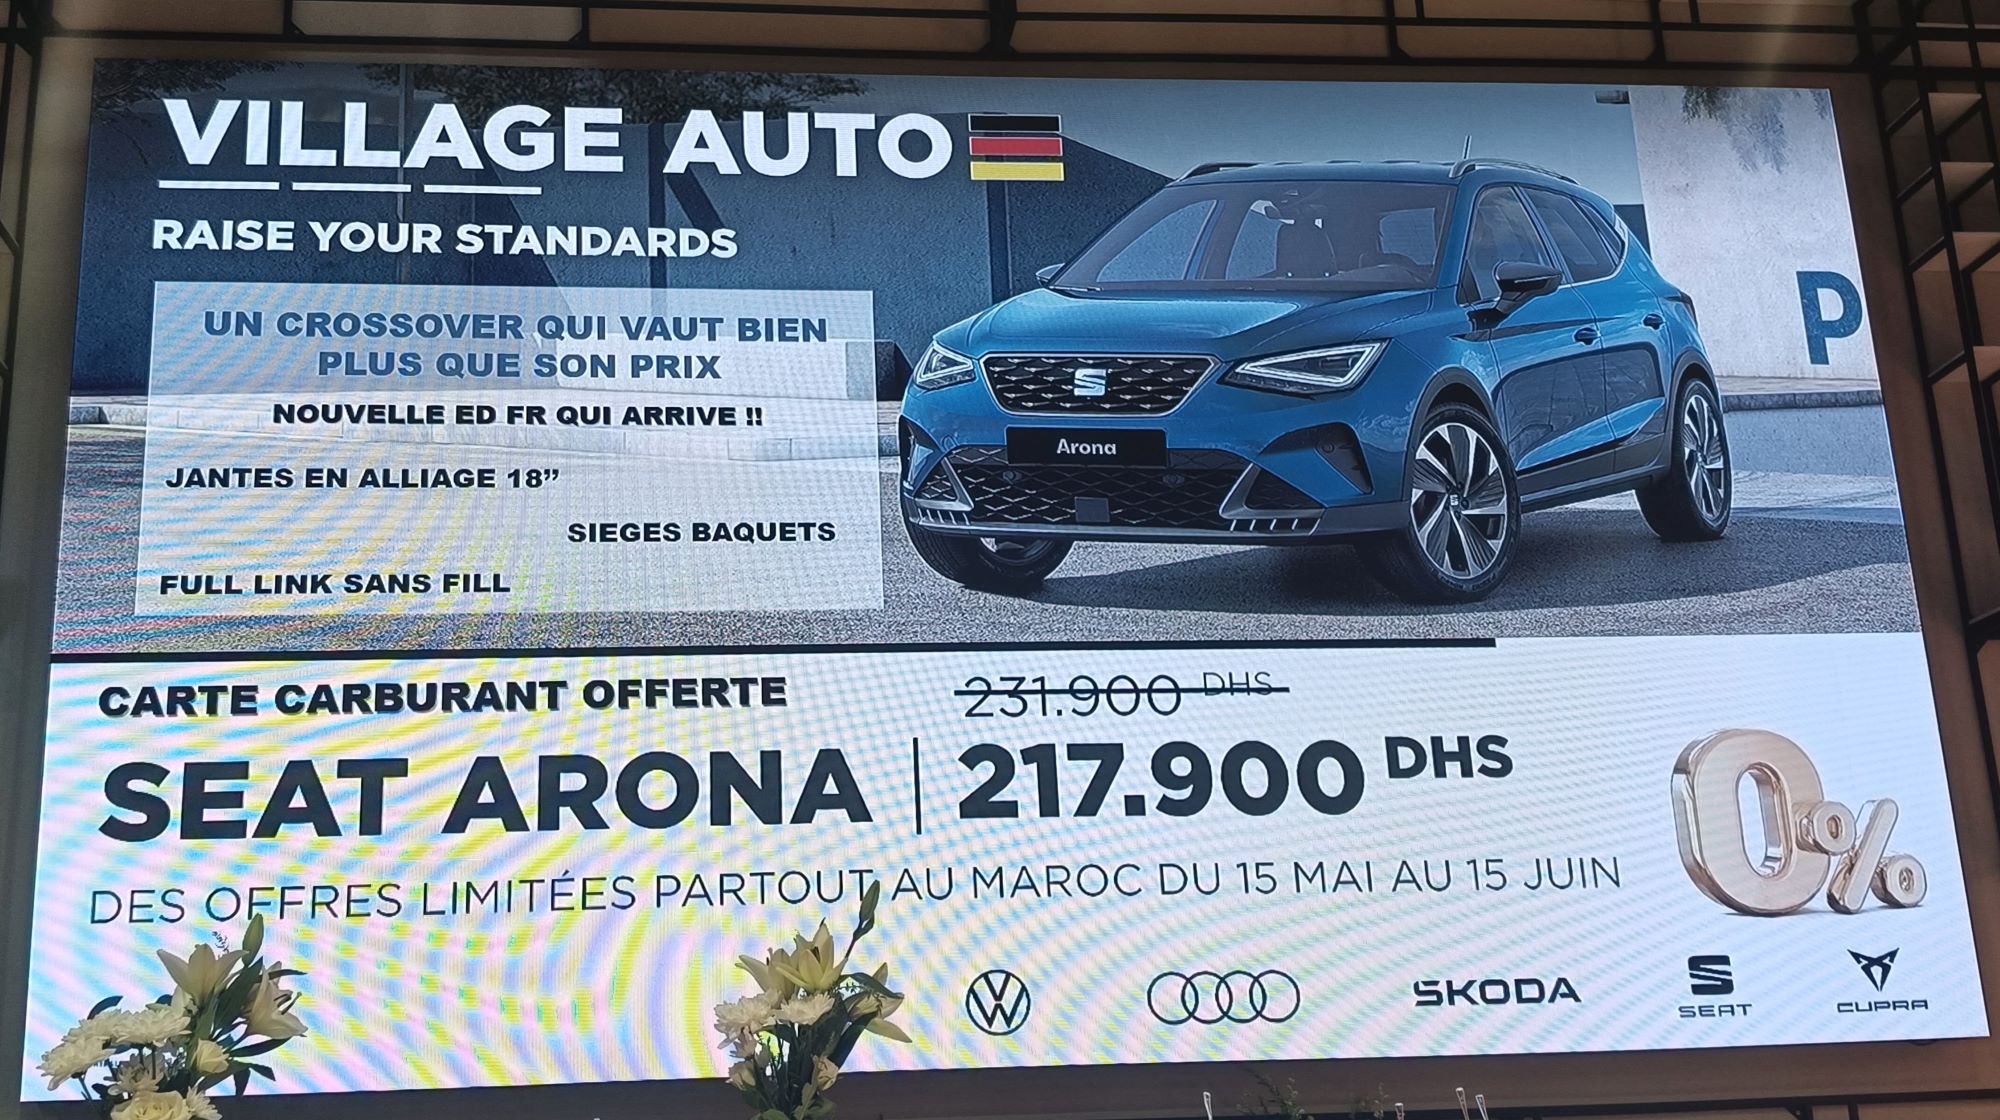 VILLAGE AUTO
RAISE YOUR STANDARDS
UN CROSSOVER QUI VAUT BIEN
PLUS QUE SON PRIX
NOUVELLE ED FR QUI ARRIVE !!
JANTES EN ALLIAGE 18”
SIEGES BAQUETS
FULL LINK SANS FILL
P
Arona
CARTE CARBURANT OFFERTE
231.900 DHS
SEAT ARONA | 217.900 DHS
0%
DES OFFRES LIMITÉES PARTOUT AU MAROC DU 15 MAI AU 15 JUIN
ŠKODA
SEAT
CUPRA